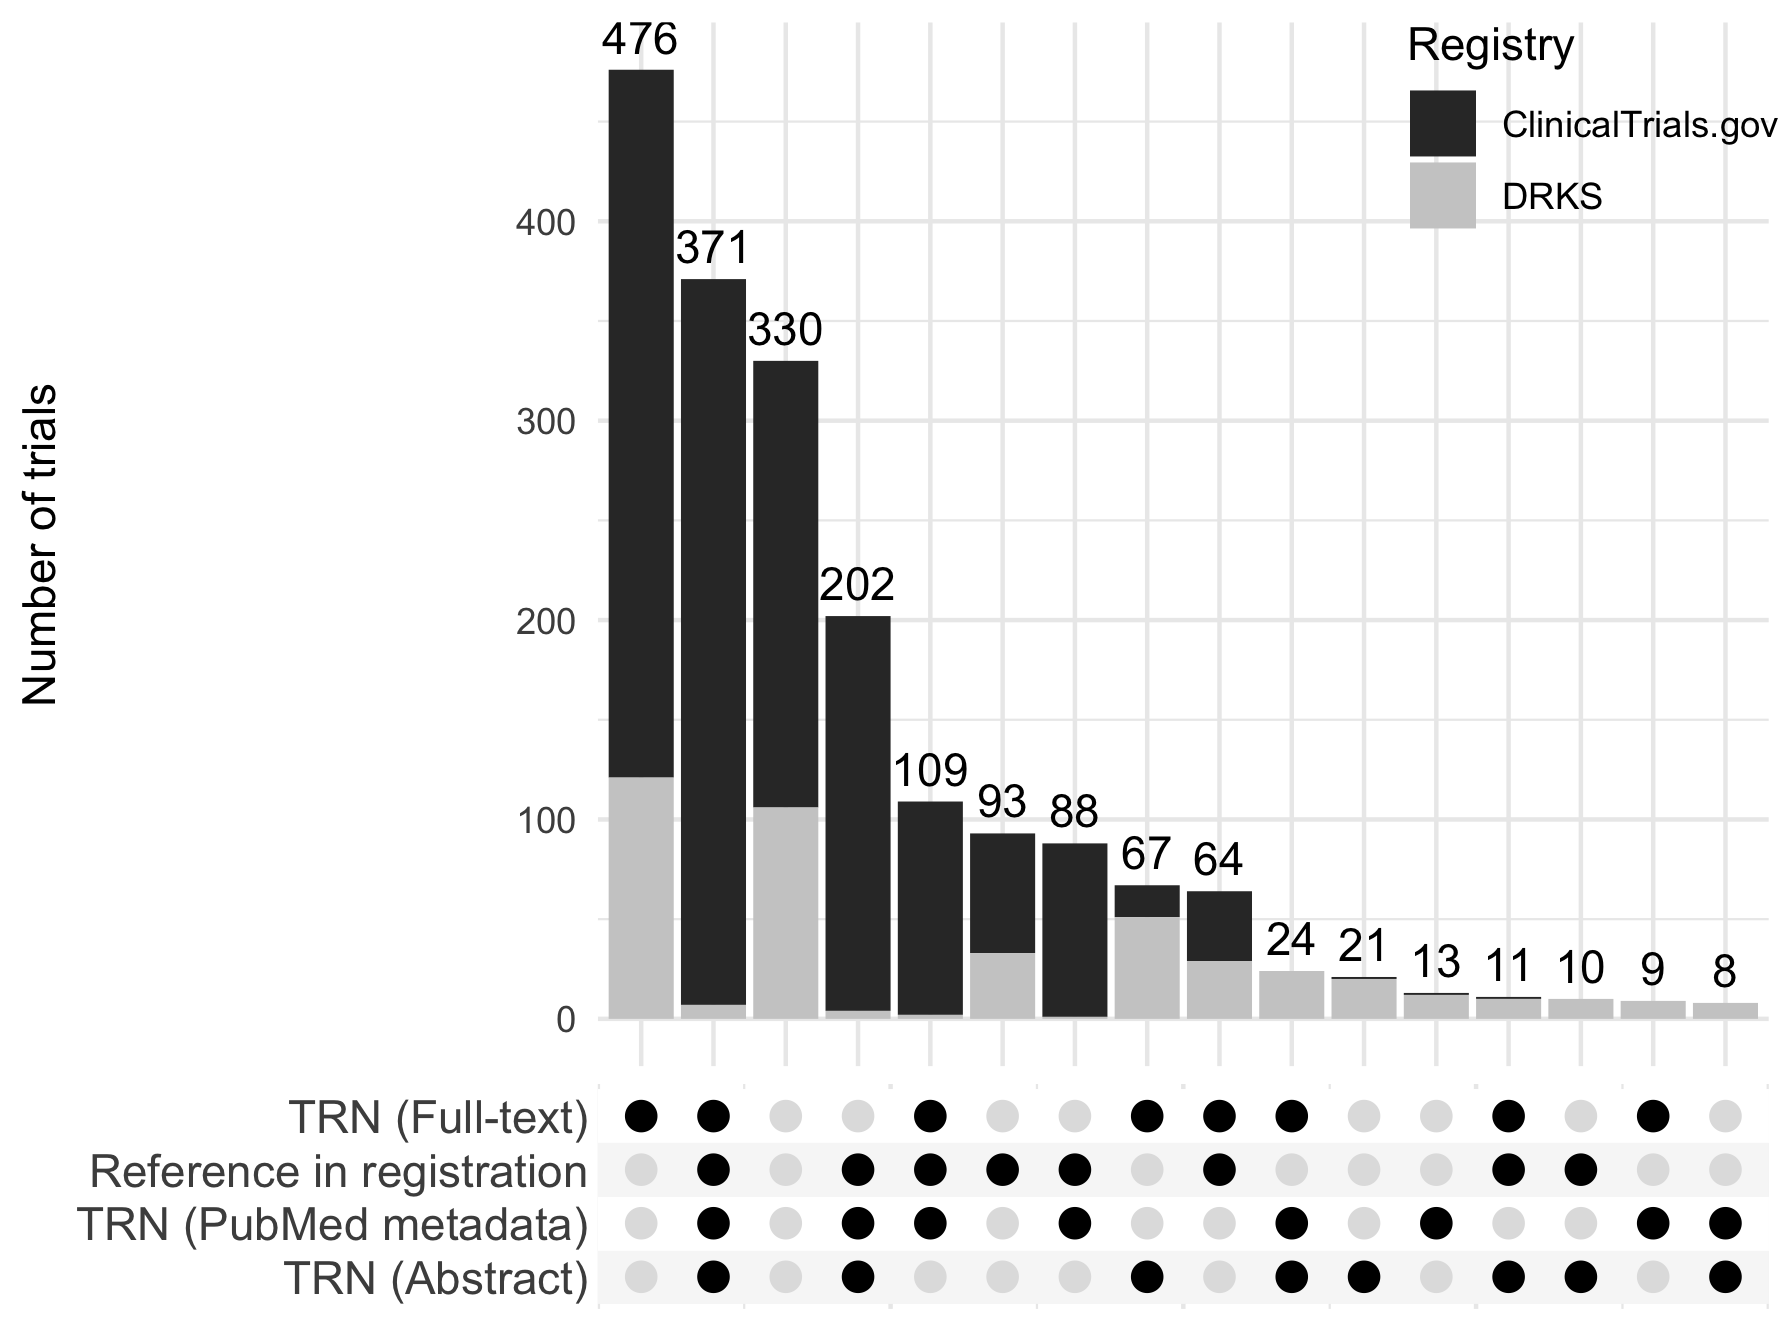 Registry
ClinicalTrials.gov
DRKS
Number of trials
400
300
200
100
0
476
371
330
202
109
93
88
67
64
24
21
13
11
10
9
8
TRN (Full-text)
Reference in registration
TRN (PubMed metadata)
TRN (Abstract)